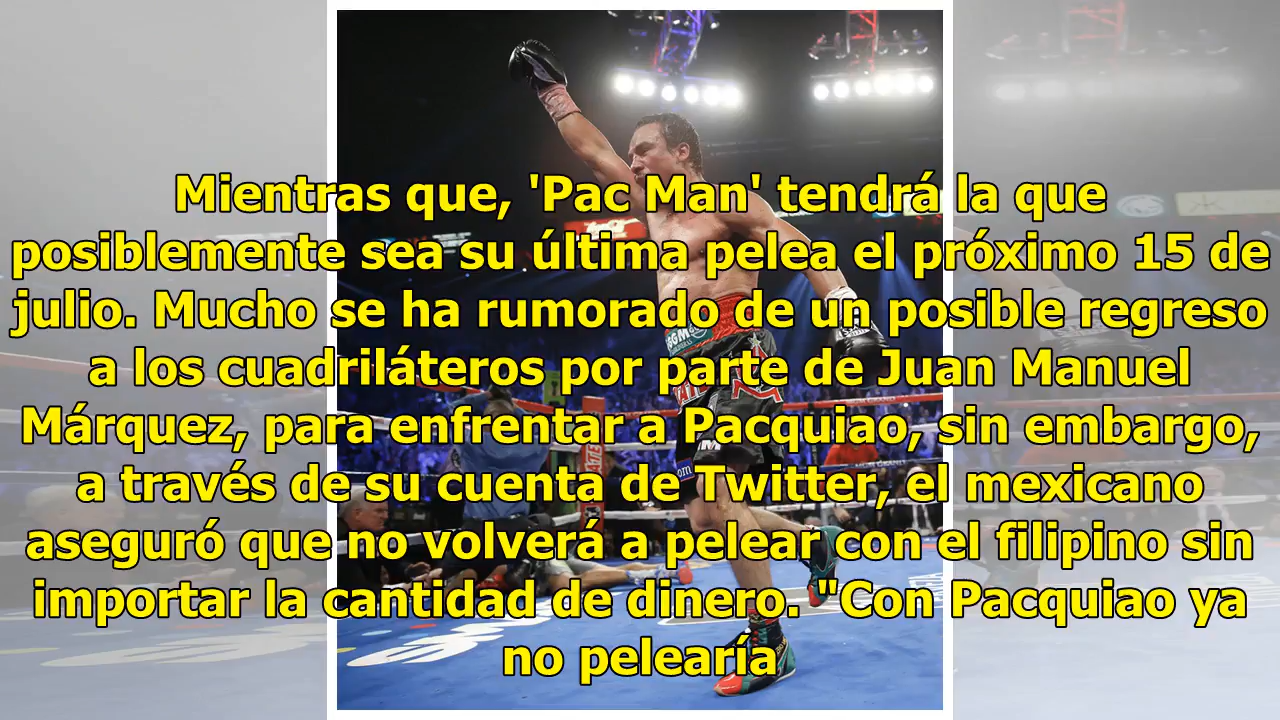 Mientras que, 'Pac Man' tendrá la que
posiblemente sea su última pelea el próximo 15 de
julio. Mucho se ha rumorado de un posible regreso
a los cuadriláteros por parte de Juan Manuel
Márquez, para enfrentar a Pacquiao, sin embargo,
a través de su cuenta de Twitter, el mexicano
aseguró que no volverá a pelear con el filipino sin
importar la cantidad de dinero. "Con Pacquiao ya
no pelearía